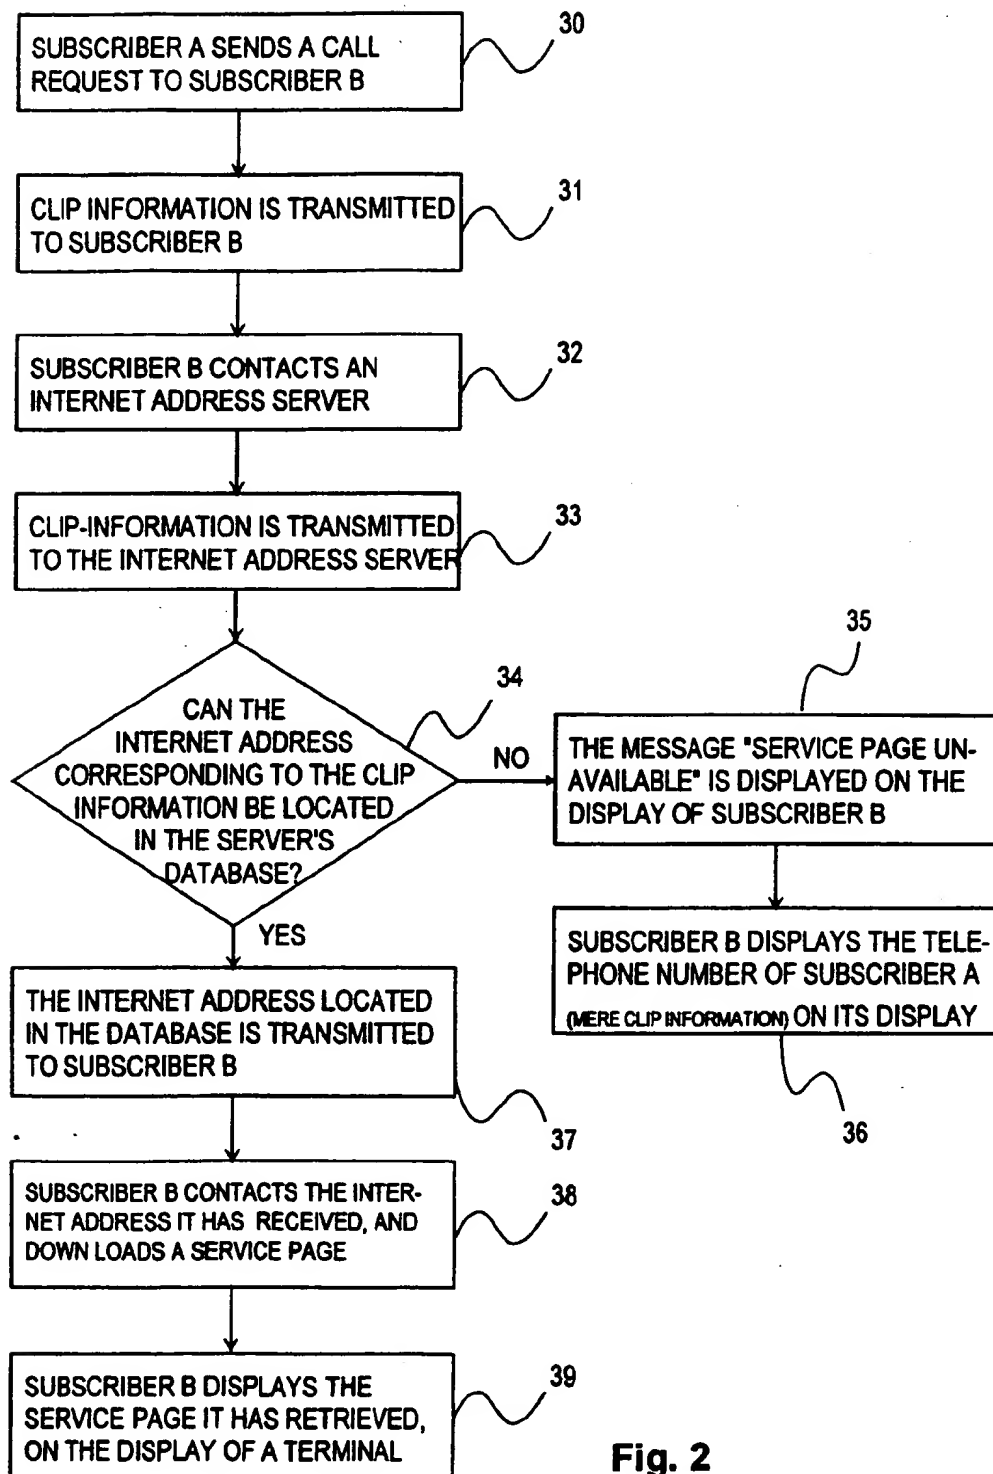 30
SUBSCRIBER A SENDS A CALL
REQUEST TO SUBSCRIBER B
31
CLIP INFORMATION IS TRANSMITTED
TO SUBSCRIBER B
32
SUBSCRIBER B CONTACTS AN
INTERNET ADDRESS SERVER
33
CLIP-INFORMATION IS TRANSMITTED
TO THE INTERNET ADDRESS SERVER
34
CAN THE
INTERNET ADDRESS
CORRESPONDING TO THE CLIP
INFORMATION BE LOCATED
IN THE SERVER'S
DATABASE?
NO
35
THE MESSAGE "SERVICE PAGE UN-
AVAILABLE" IS DISPLAYED ON THE
DISPLAY OF SUBSCRIBER B
SUBSCRIBER B DISPLAYS THE TELE-
PHONE NUMBER OF SUBSCRIBER A
(MERE CLIP INFORMATION) ON ITS DISPLAY
36
YES
THE INTERNET ADDRESS LOCATED
IN THE DATABASE IS TRANSMITTED
TO SUBSCRIBER B
37
SUBSCRIBER B CONTACTS THE INTER-
NET ADDRESS IT HAS RECEIVED, AND
DOWN LOADS A SERVICE PAGE
38
SUBSCRIBER B DISPLAYS THE
SERVICE PAGE IT HAS RETRIEVED,
ON THE DISPLAY OF A TERMINAL
39
Fig. 2